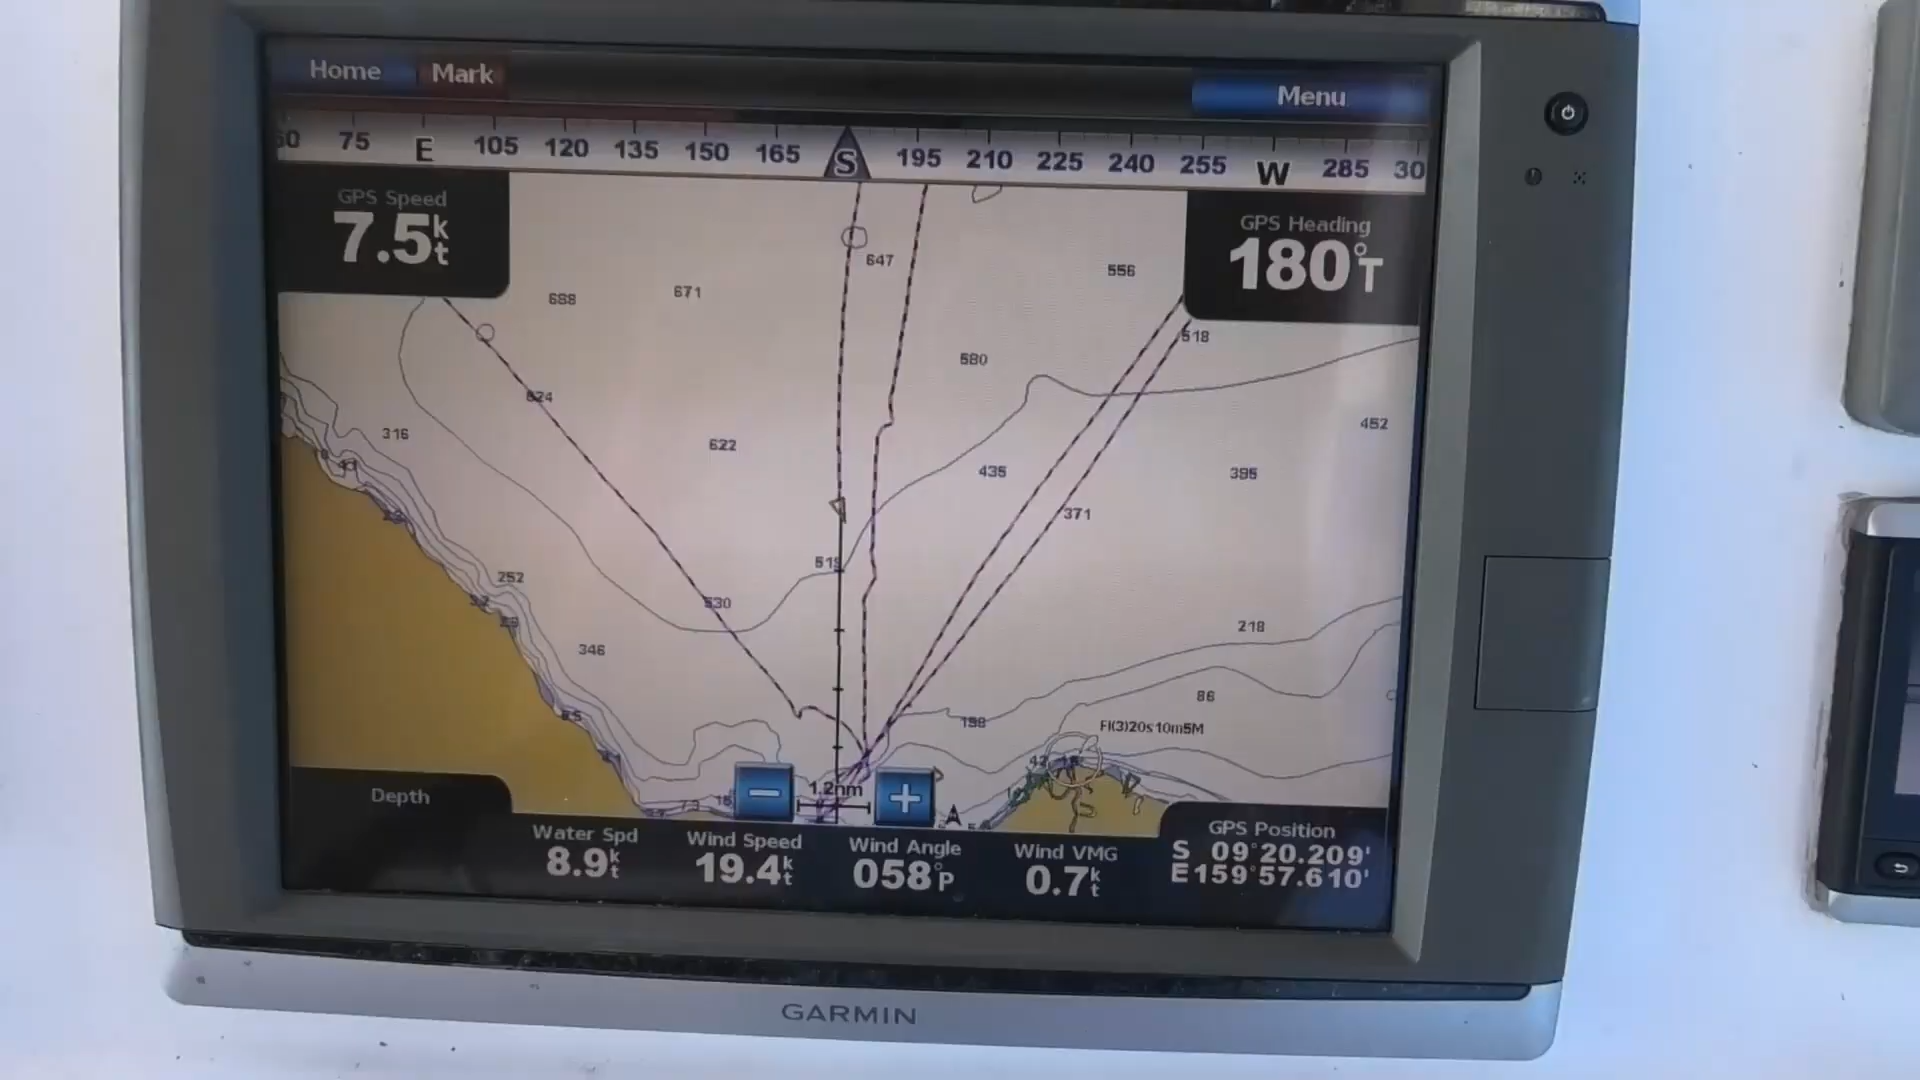 Home Mark Menu
60 75 E 105 120 135 150 165 S 195 210 225 240 255 W 285 30
GPS Speed
7.5kt
GPS Heading
180°T
647
556
688
671
518
580
624
316
622
452
435
395
371
519
252
530
218
346
86
198
Fl(3)20s10m5M
− 1.2nm +
Depth
Water Spd
8.9kt
Wind Speed
19.4kt
Wind Angle
058°P
Wind VMG
0.7kt
GPS Position
S 09°20.209'
E159°57.610'
GARMIN